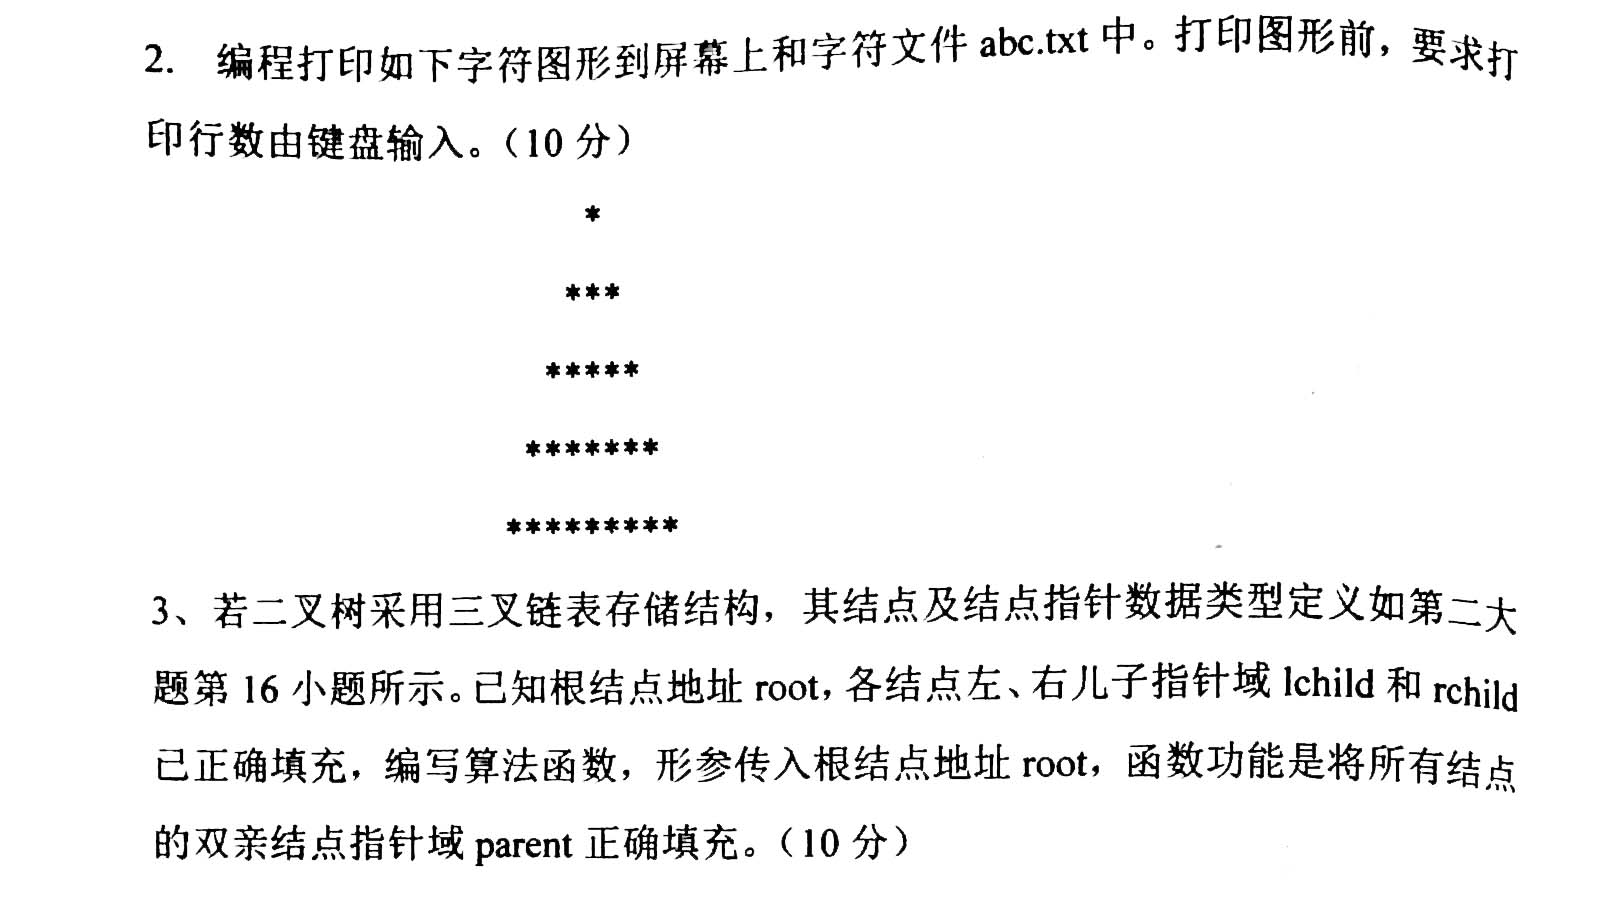 2. 编程打印如下字符图形到屏幕上和字符文件 abc.txt 中。打印图形前，要求打
印行数由键盘输入。（10 分）
*
***
*****
*******
*********
3、若二叉树采用三叉链表存储结构，其结点及结点指针数据类型定义如第二大
题第 16 小题所示。已知根结点地址 root，各结点左、右儿子指针域 lchild 和 rchild
已正确填充，编写算法函数，形参传入根结点地址 root，函数功能是将所有结点
的双亲结点指针域 parent 正确填充。（10 分）